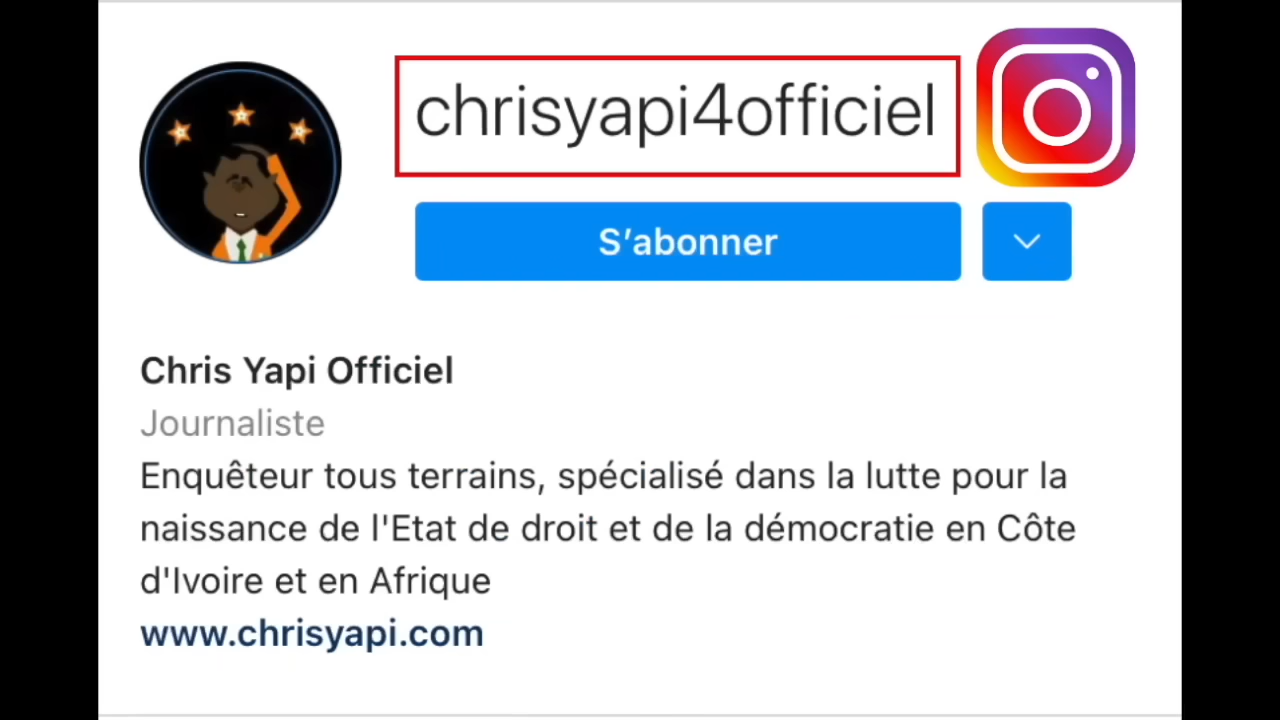 chrisyapi4officiel
S’abonner
Chris Yapi Officiel
Journaliste
Enquêteur tous terrains, spécialisé dans la lutte pour la
naissance de l'Etat de droit et de la démocratie en Côte
d'Ivoire et en Afrique
www.chrisyapi.com